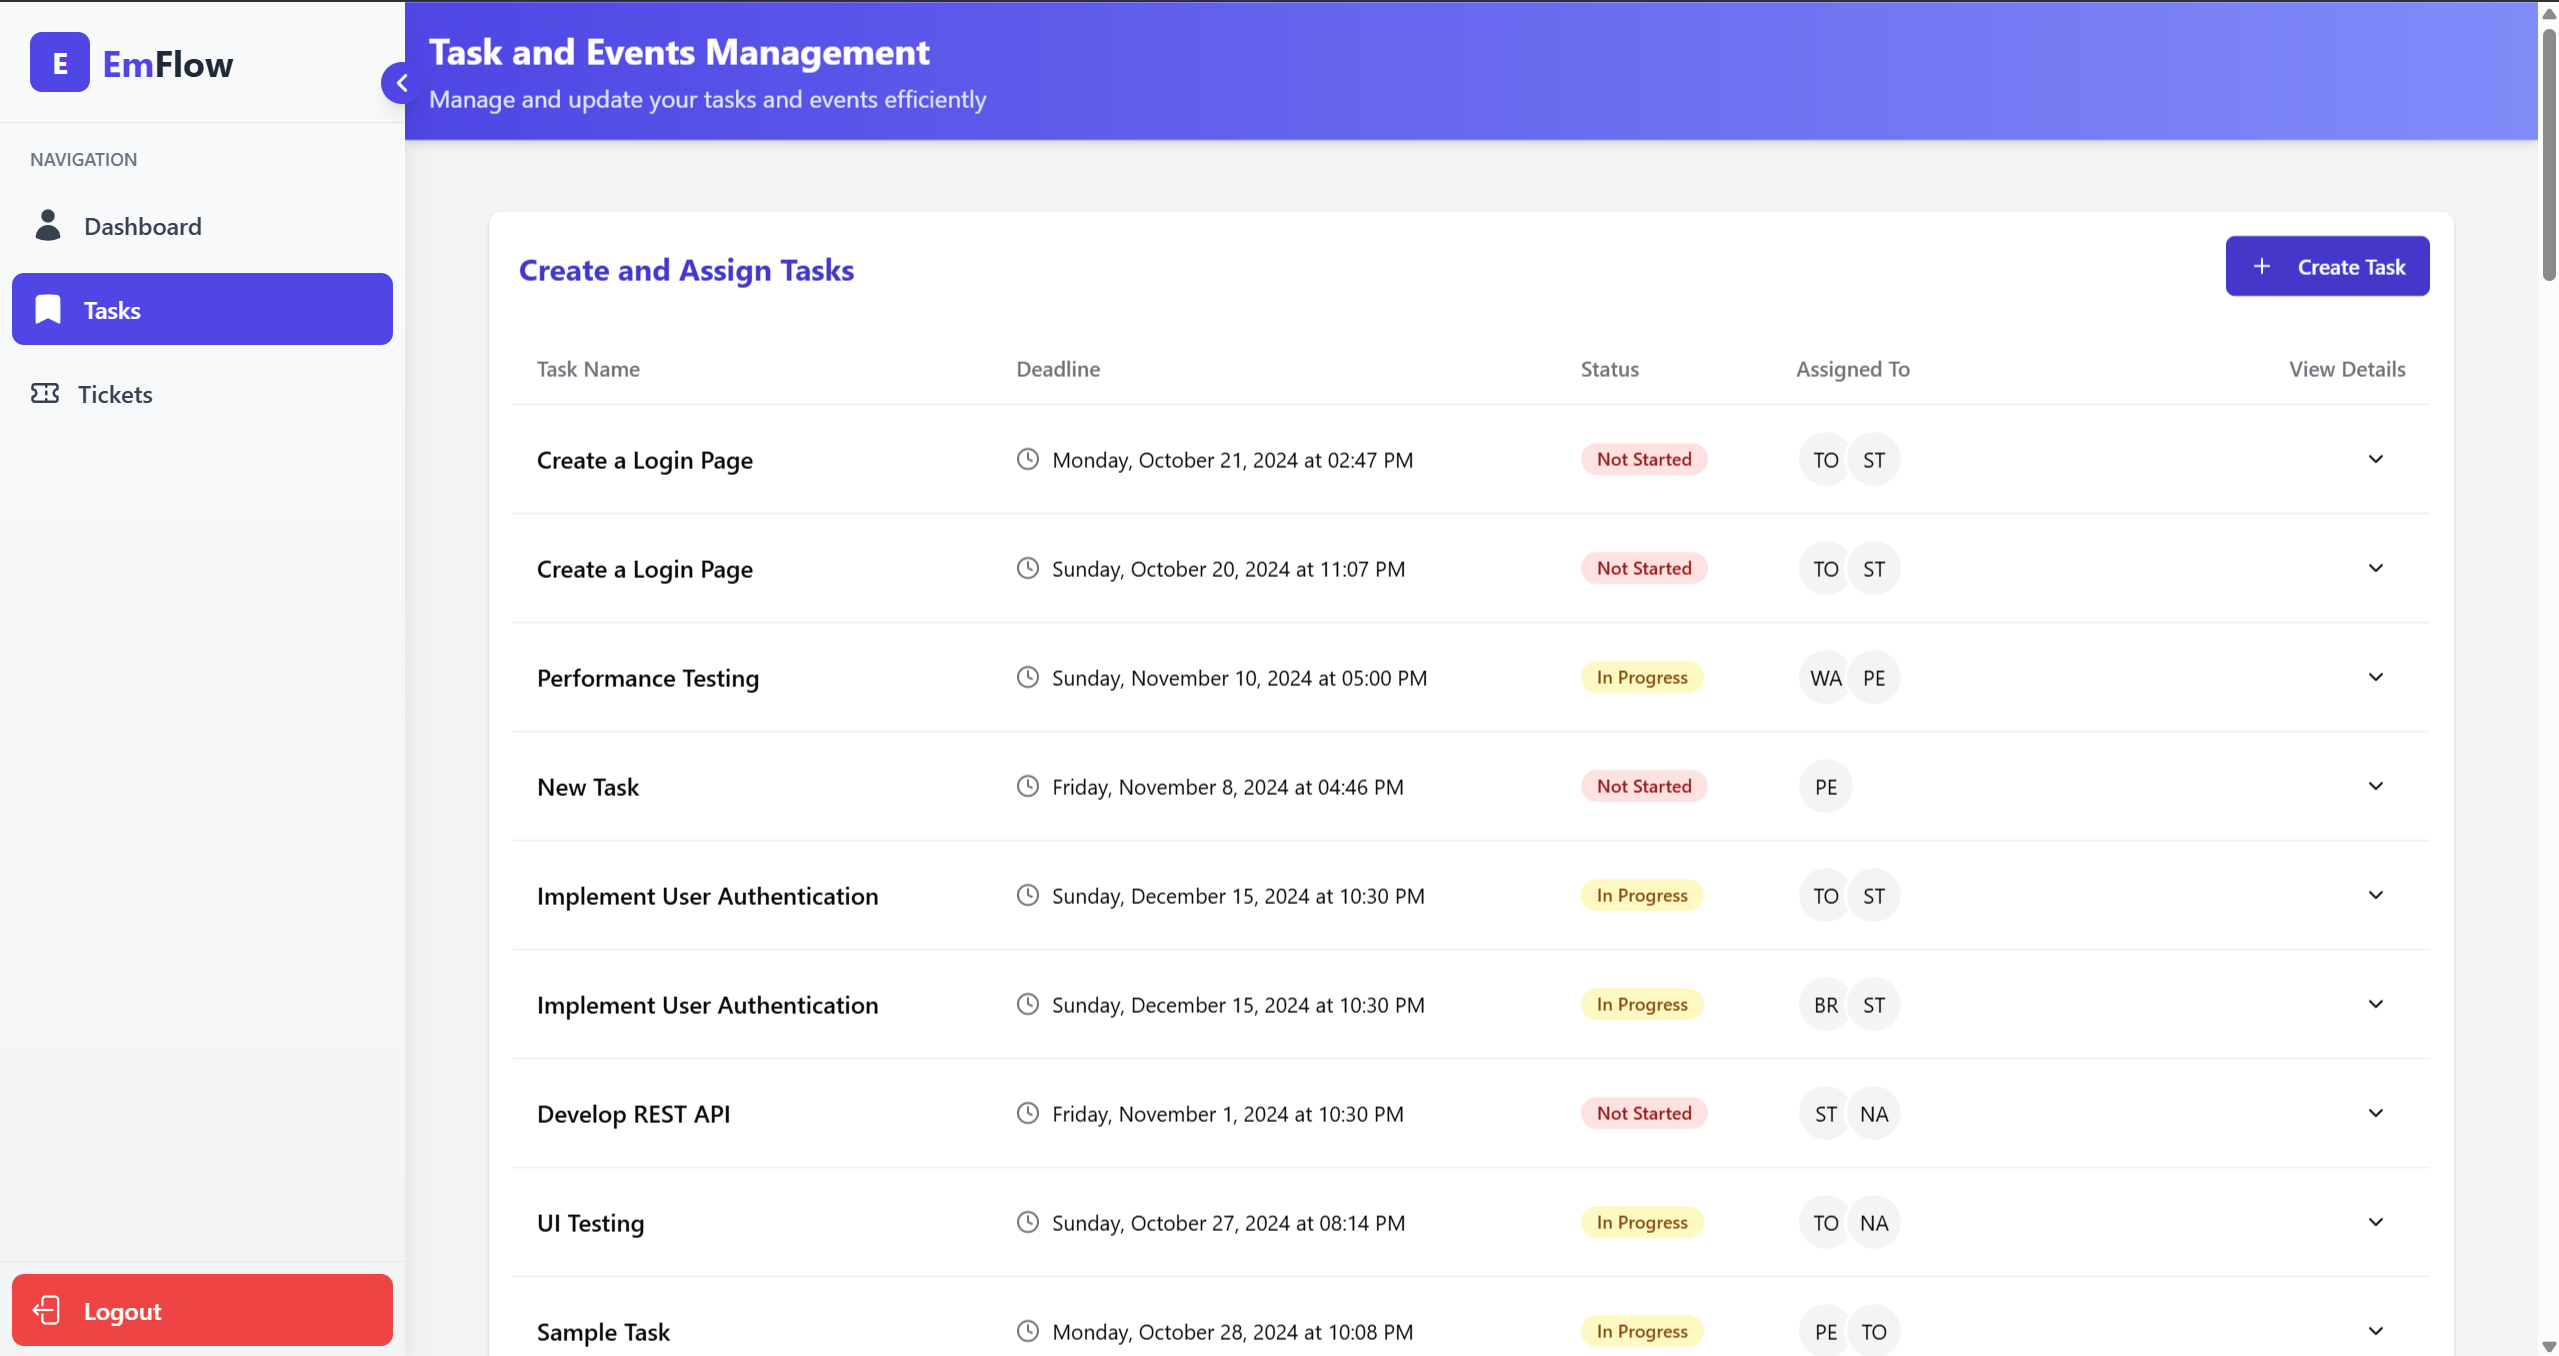 E EmFlow
NAVIGATION
Dashboard
Tasks
Tickets
Logout
Task and Events Management
Manage and update your tasks and events efficiently
Create and Assign Tasks
+ Create Task
Task Name Deadline Status Assigned To View Details
Create a Login Page Monday, October 21, 2024 at 02:47 PM Not Started TO ST
Create a Login Page Sunday, October 20, 2024 at 11:07 PM Not Started TO ST
Performance Testing Sunday, November 10, 2024 at 05:00 PM In Progress WA PE
New Task Friday, November 8, 2024 at 04:46 PM Not Started PE
Implement User Authentication Sunday, December 15, 2024 at 10:30 PM In Progress TO ST
Implement User Authentication Sunday, December 15, 2024 at 10:30 PM In Progress BR ST
Develop REST API Friday, November 1, 2024 at 10:30 PM Not Started ST NA
UI Testing Sunday, October 27, 2024 at 08:14 PM In Progress TO NA
Sample Task Monday, October 28, 2024 at 10:08 PM In Progress PE TO